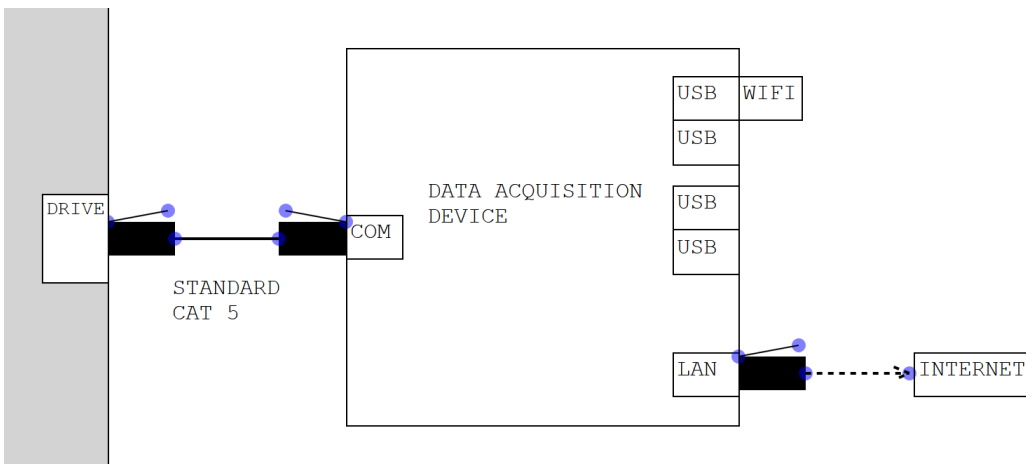 USB WIFI
USB
DATA ACQUISITION
DEVICE
USB
DRIVE
COM
USB
STANDARD
CAT 5
LAN
INTERNET